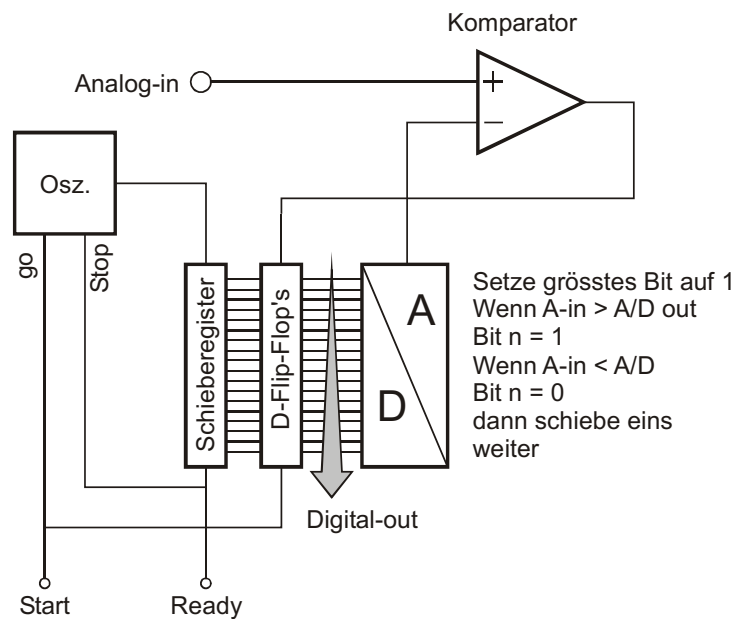 Komparator
Analog-in
+
−
Osz.
go
Stop
Schieberegister
D-Flip-Flop's
A
D
Setze grösstes Bit auf 1
Wenn A-in > A/D out
Bit n = 1
Wenn A-in < A/D
Bit n = 0
dann schiebe eins
weiter
Digital-out
Start
Ready